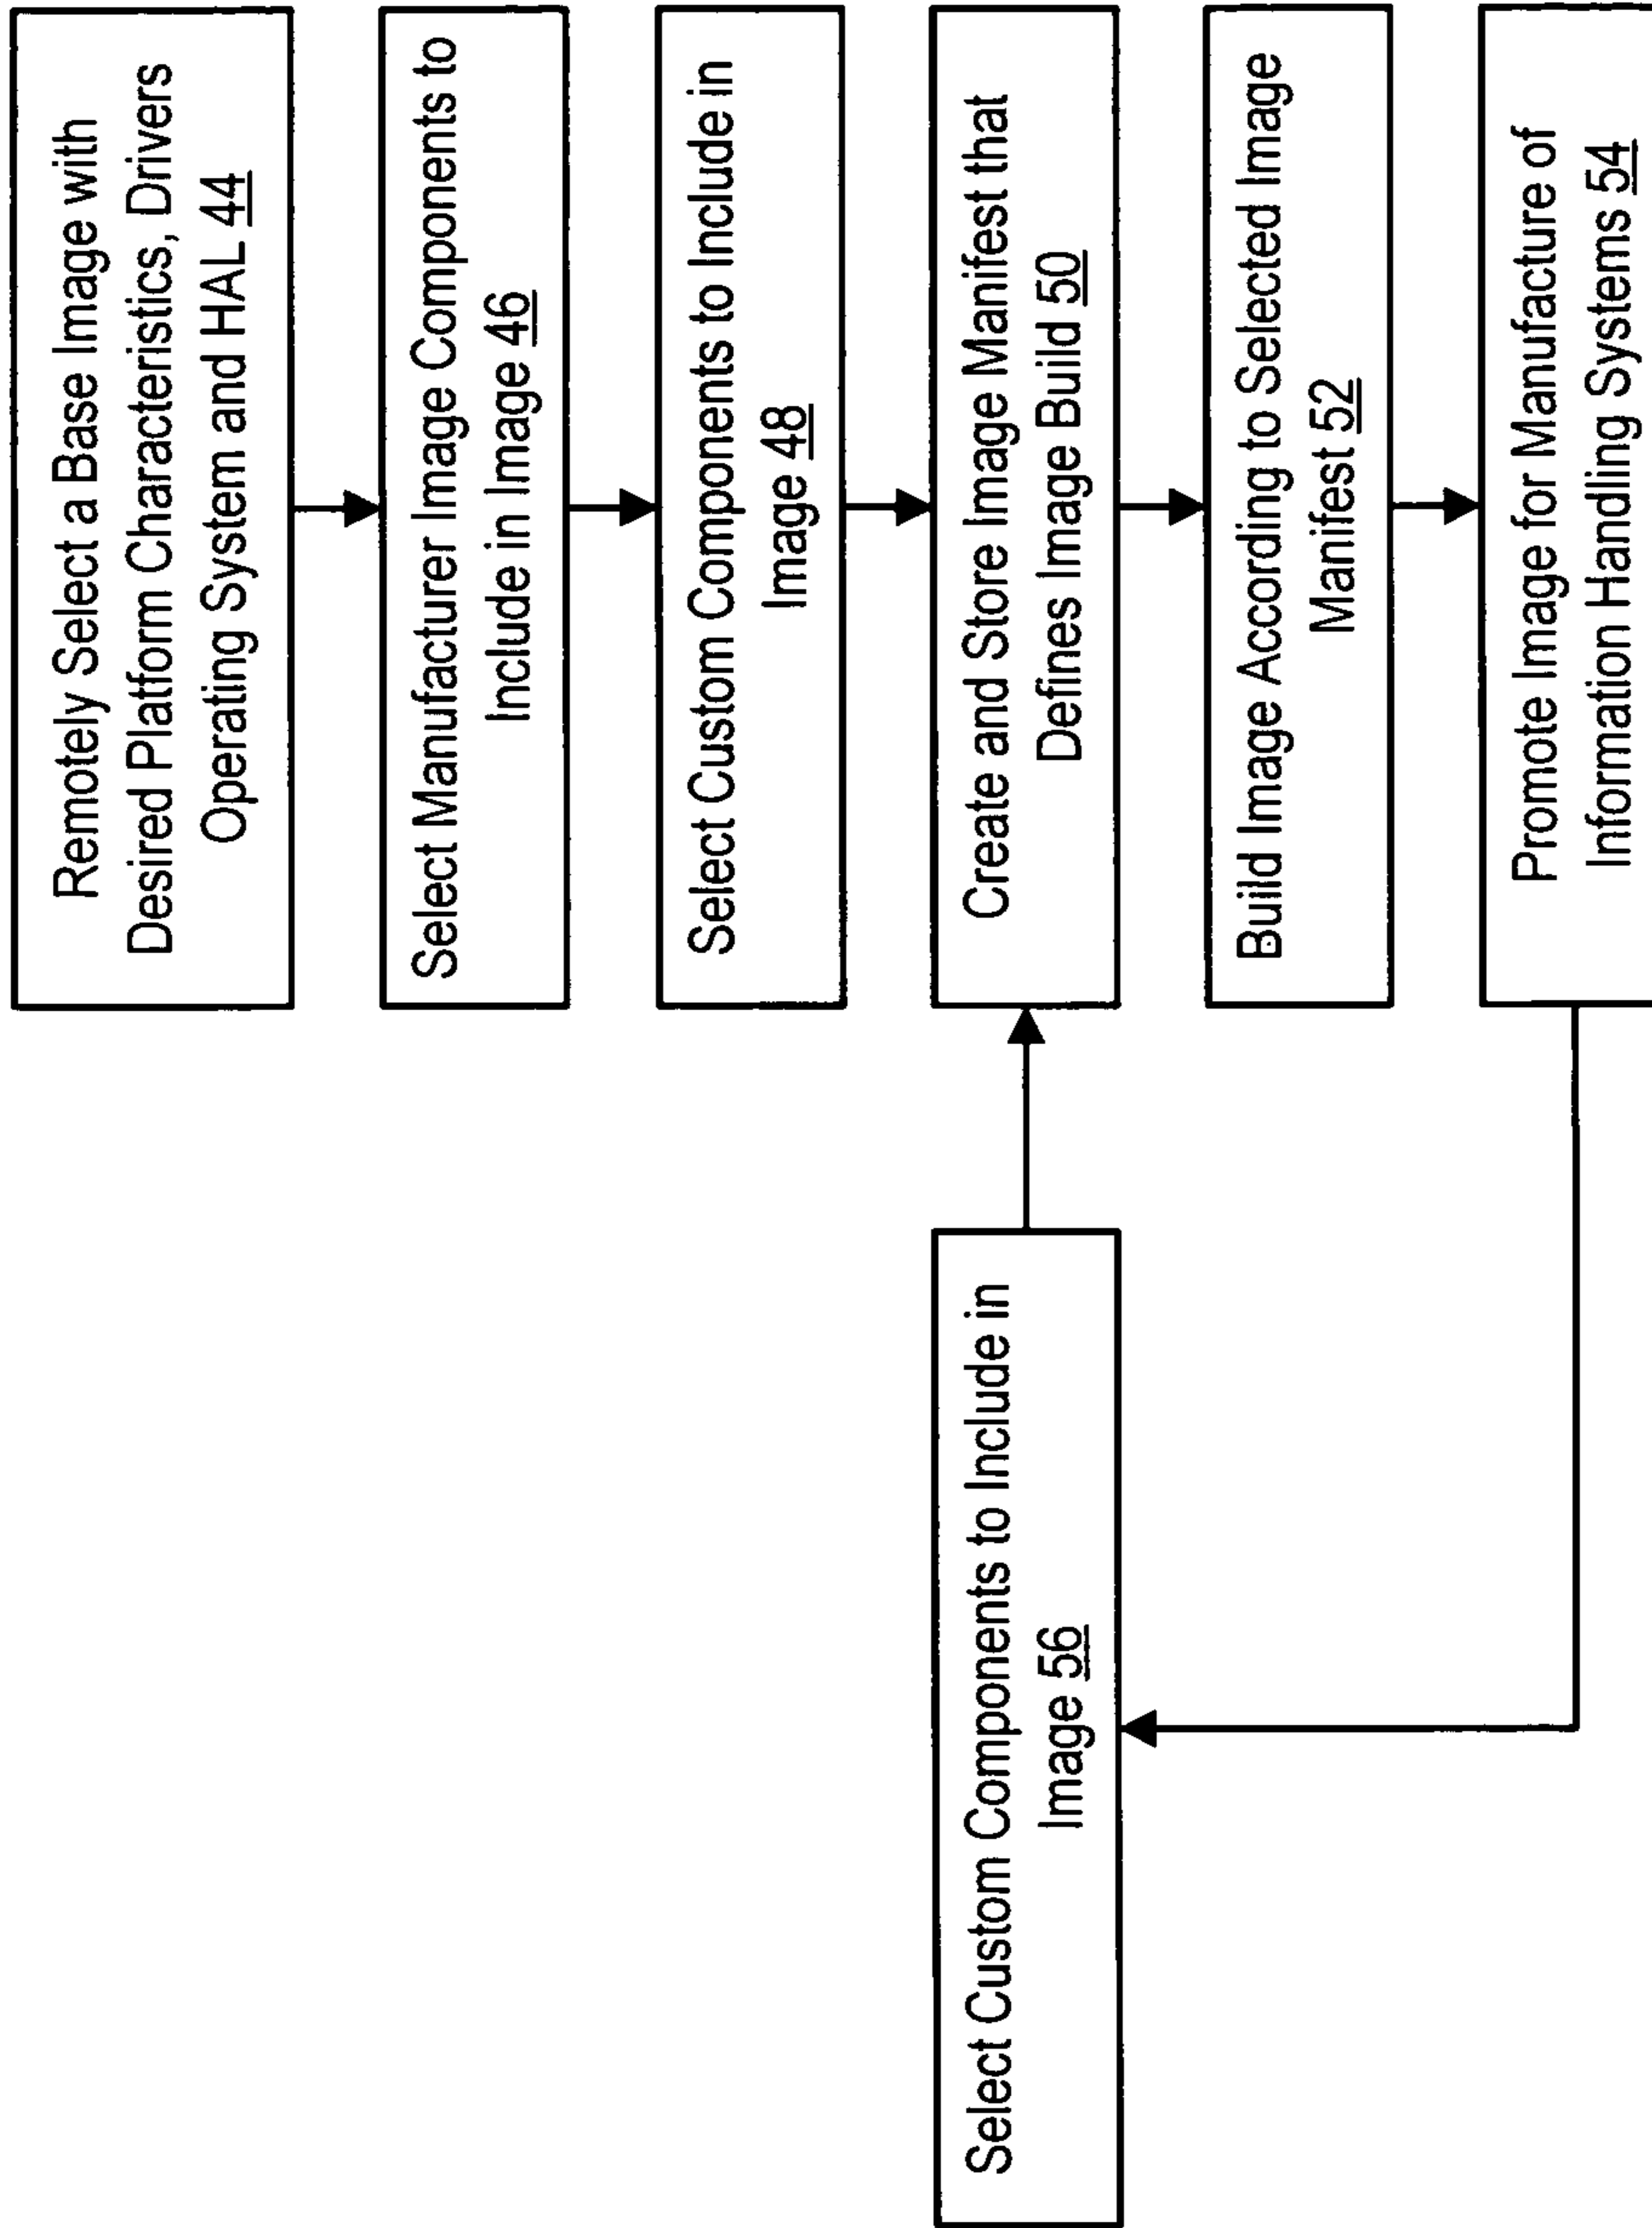 Remotely Select a Base Image with
Desired Platform Characteristics, Drivers
Operating System and HAL 44
Select Manufacturer Image Components to
Include in Image 46
Select Custom Components to Include in
Image 48
Create and Store Image Manifest that
Defines Image Build 50
Build Image According to Selected Image
Manifest 52
Promote Image for Manufacture of
Information Handling Systems 54
Select Custom Components to Include in
Image 56